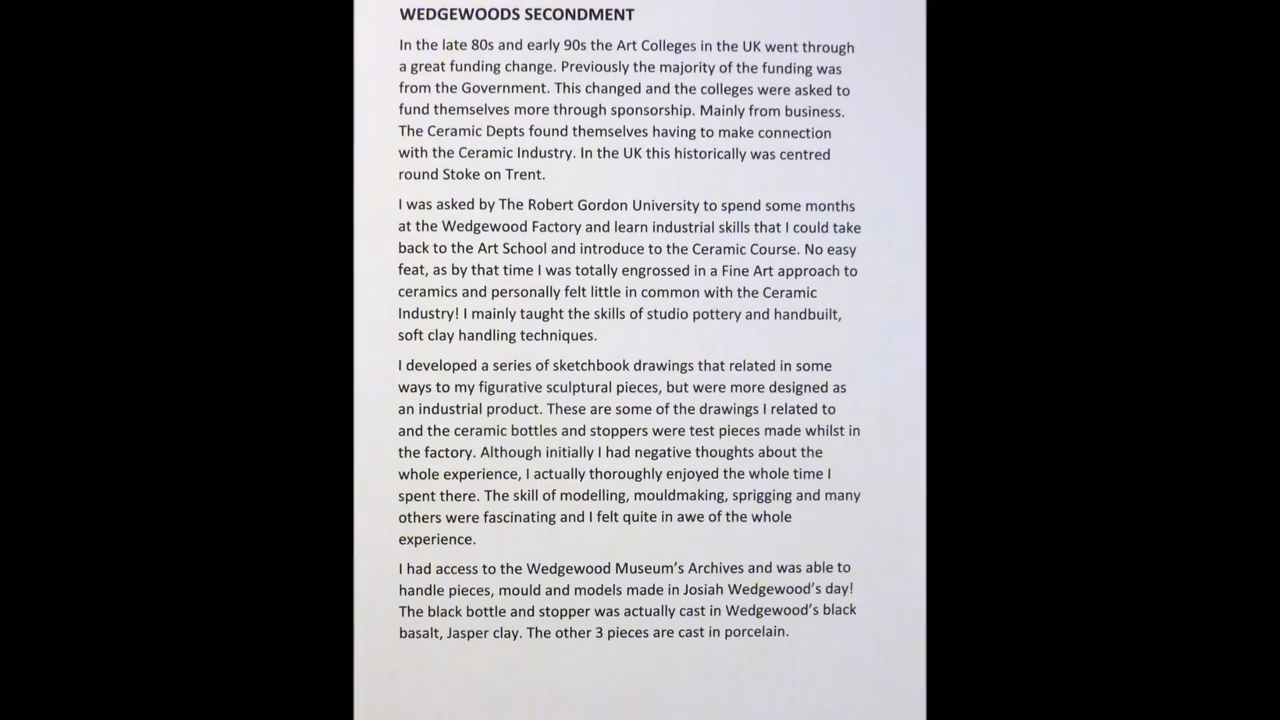 WEDGEWOODS SECONDMENT
In the late 80s and early 90s the Art Colleges in the UK went through
a great funding change. Previously the majority of the funding was
from the Government. This changed and the colleges were asked to
fund themselves more through sponsorship. Mainly from business.
The Ceramic Depts found themselves having to make connection
with the Ceramic Industry. In the UK this historically was centred
round Stoke on Trent.
I was asked by The Robert Gordon University to spend some months
at the Wedgewood Factory and learn industrial skills that I could take
back to the Art School and introduce to the Ceramic Course. No easy
feat, as by that time I was totally engrossed in a Fine Art approach to
ceramics and personally felt little in common with the Ceramic
Industry! I mainly taught the skills of studio pottery and handbuilt,
soft clay handling techniques.
I developed a series of sketchbook drawings that related in some
ways to my figurative sculptural pieces, but were more designed as
an industrial product. These are some of the drawings I related to
and the ceramic bottles and stoppers were test pieces made whilst in
the factory. Although initially I had negative thoughts about the
whole experience, I actually thoroughly enjoyed the whole time I
spent there. The skill of modelling, mouldmaking, sprigging and many
others were fascinating and I felt quite in awe of the whole
experience.
I had access to the Wedgewood Museum's Archives and was able to
handle pieces, mould and models made in Josiah Wedgewood's day!
The black bottle and stopper was actually cast in Wedgewood's black
basalt, Jasper clay. The other 3 pieces are cast in porcelain.